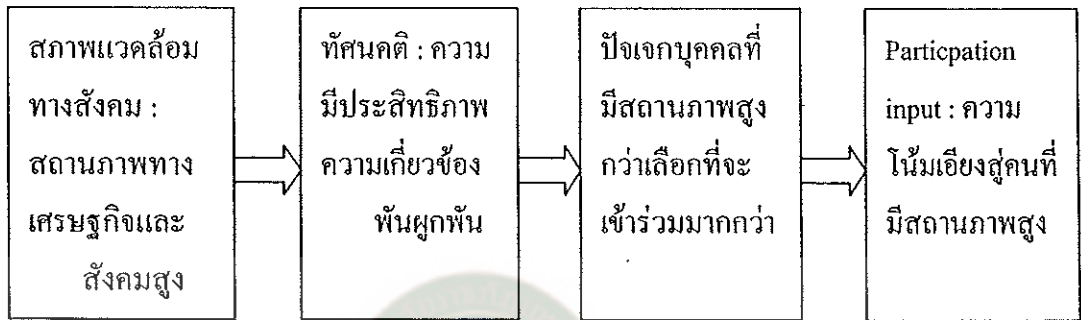 สภาพแวดล้อม
ทางสังคม :
สถานภาพทาง
เศรษฐกิจและ
สังคมสูง
ทัศนคติ : ความ
มีประสิทธิภาพ
ความเกี่ยวข้อง
พันผูกพัน
ปัจเจกบุคคลที่
มีสถานภาพสูง
กว่าเลือกที่จะ
เข้าร่วมมากกว่า
Particpation
input : ความ
โน้มเอียงสู่คนที่
มีสถานภาพสูง